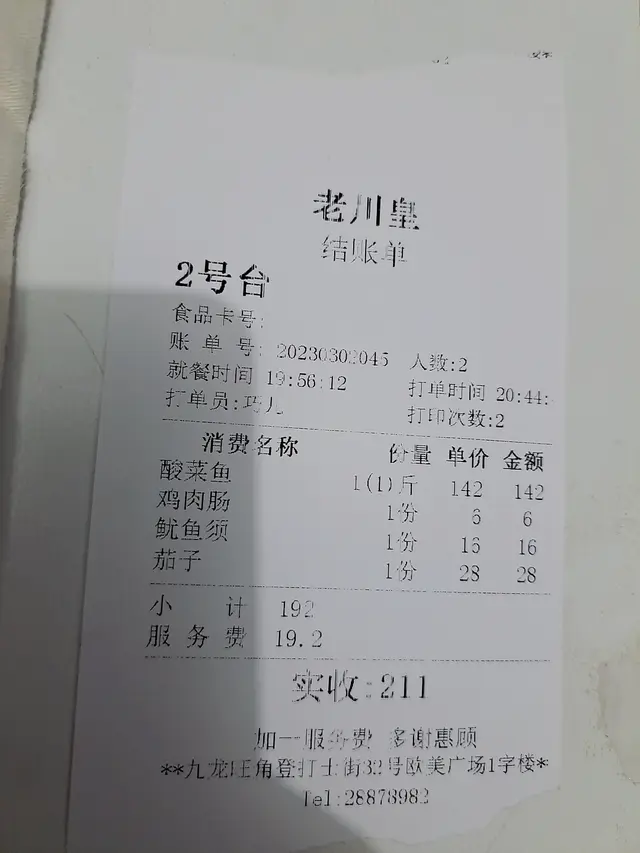 老川皇
结账单
2号台
食品卡号:
账 单 号: 20230302045 人数:2
就餐时间 19:56:12 打单时间 20:44:
打单员:巧儿 打印次数:2
消费名称 份量 单价 金额
酸菜鱼 1(1)斤 142 142
鸡肉肠 1份 6 6
鱿鱼须 1份 16 16
茄子 1份 28 28
小 计 192
服 务 费 19.2
实收:211
加一服务费 多谢惠顾
**九龙旺角登打士街32号欧美广场1字楼*
Tel:28878982